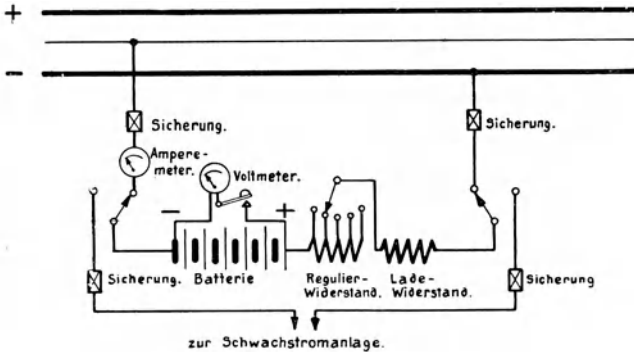 +
-
Sicherung.
Sicherung.
Ampere-
meter.
Voltmeter.
- +
Sicherung.
Batterie
Regulier-
Widerstand.
Lade-
Widerstand.
Sicherung
zur Schwachstromanlage.